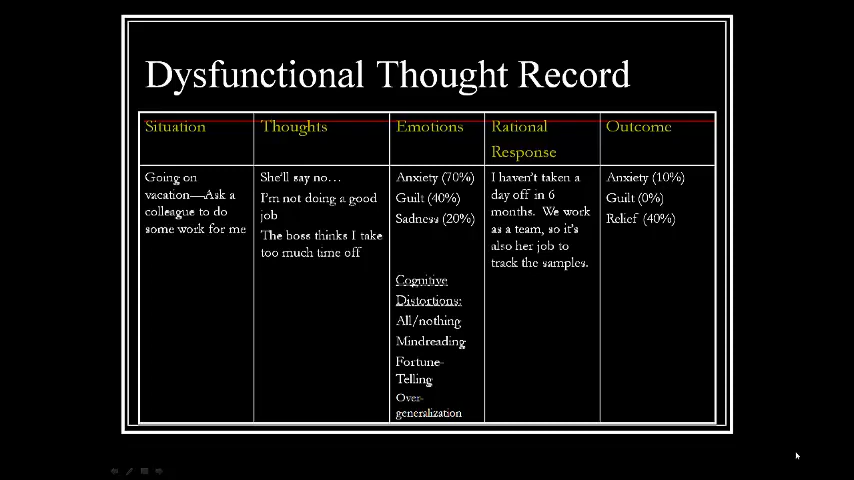 Dysfunctional Thought Record
Situation
Thoughts
Emotions
Rational
Response
Outcome
Going on
vacation—Ask a
colleague to do
some work for me
She'll say no…
I'm not doing a good
job
The boss thinks I take
too much time off
Anxiety (70%)
Guilt (40%)
Sadness (20%)
Cognitive
Distortions:
All/nothing
Mindreading
Fortune-
Telling
Over-
generalization
I haven't taken a
day off in 6
months. We work
as a team, so it's
also her job to
track the samples.
Anxiety (10%)
Guilt (0%)
Relief (40%)